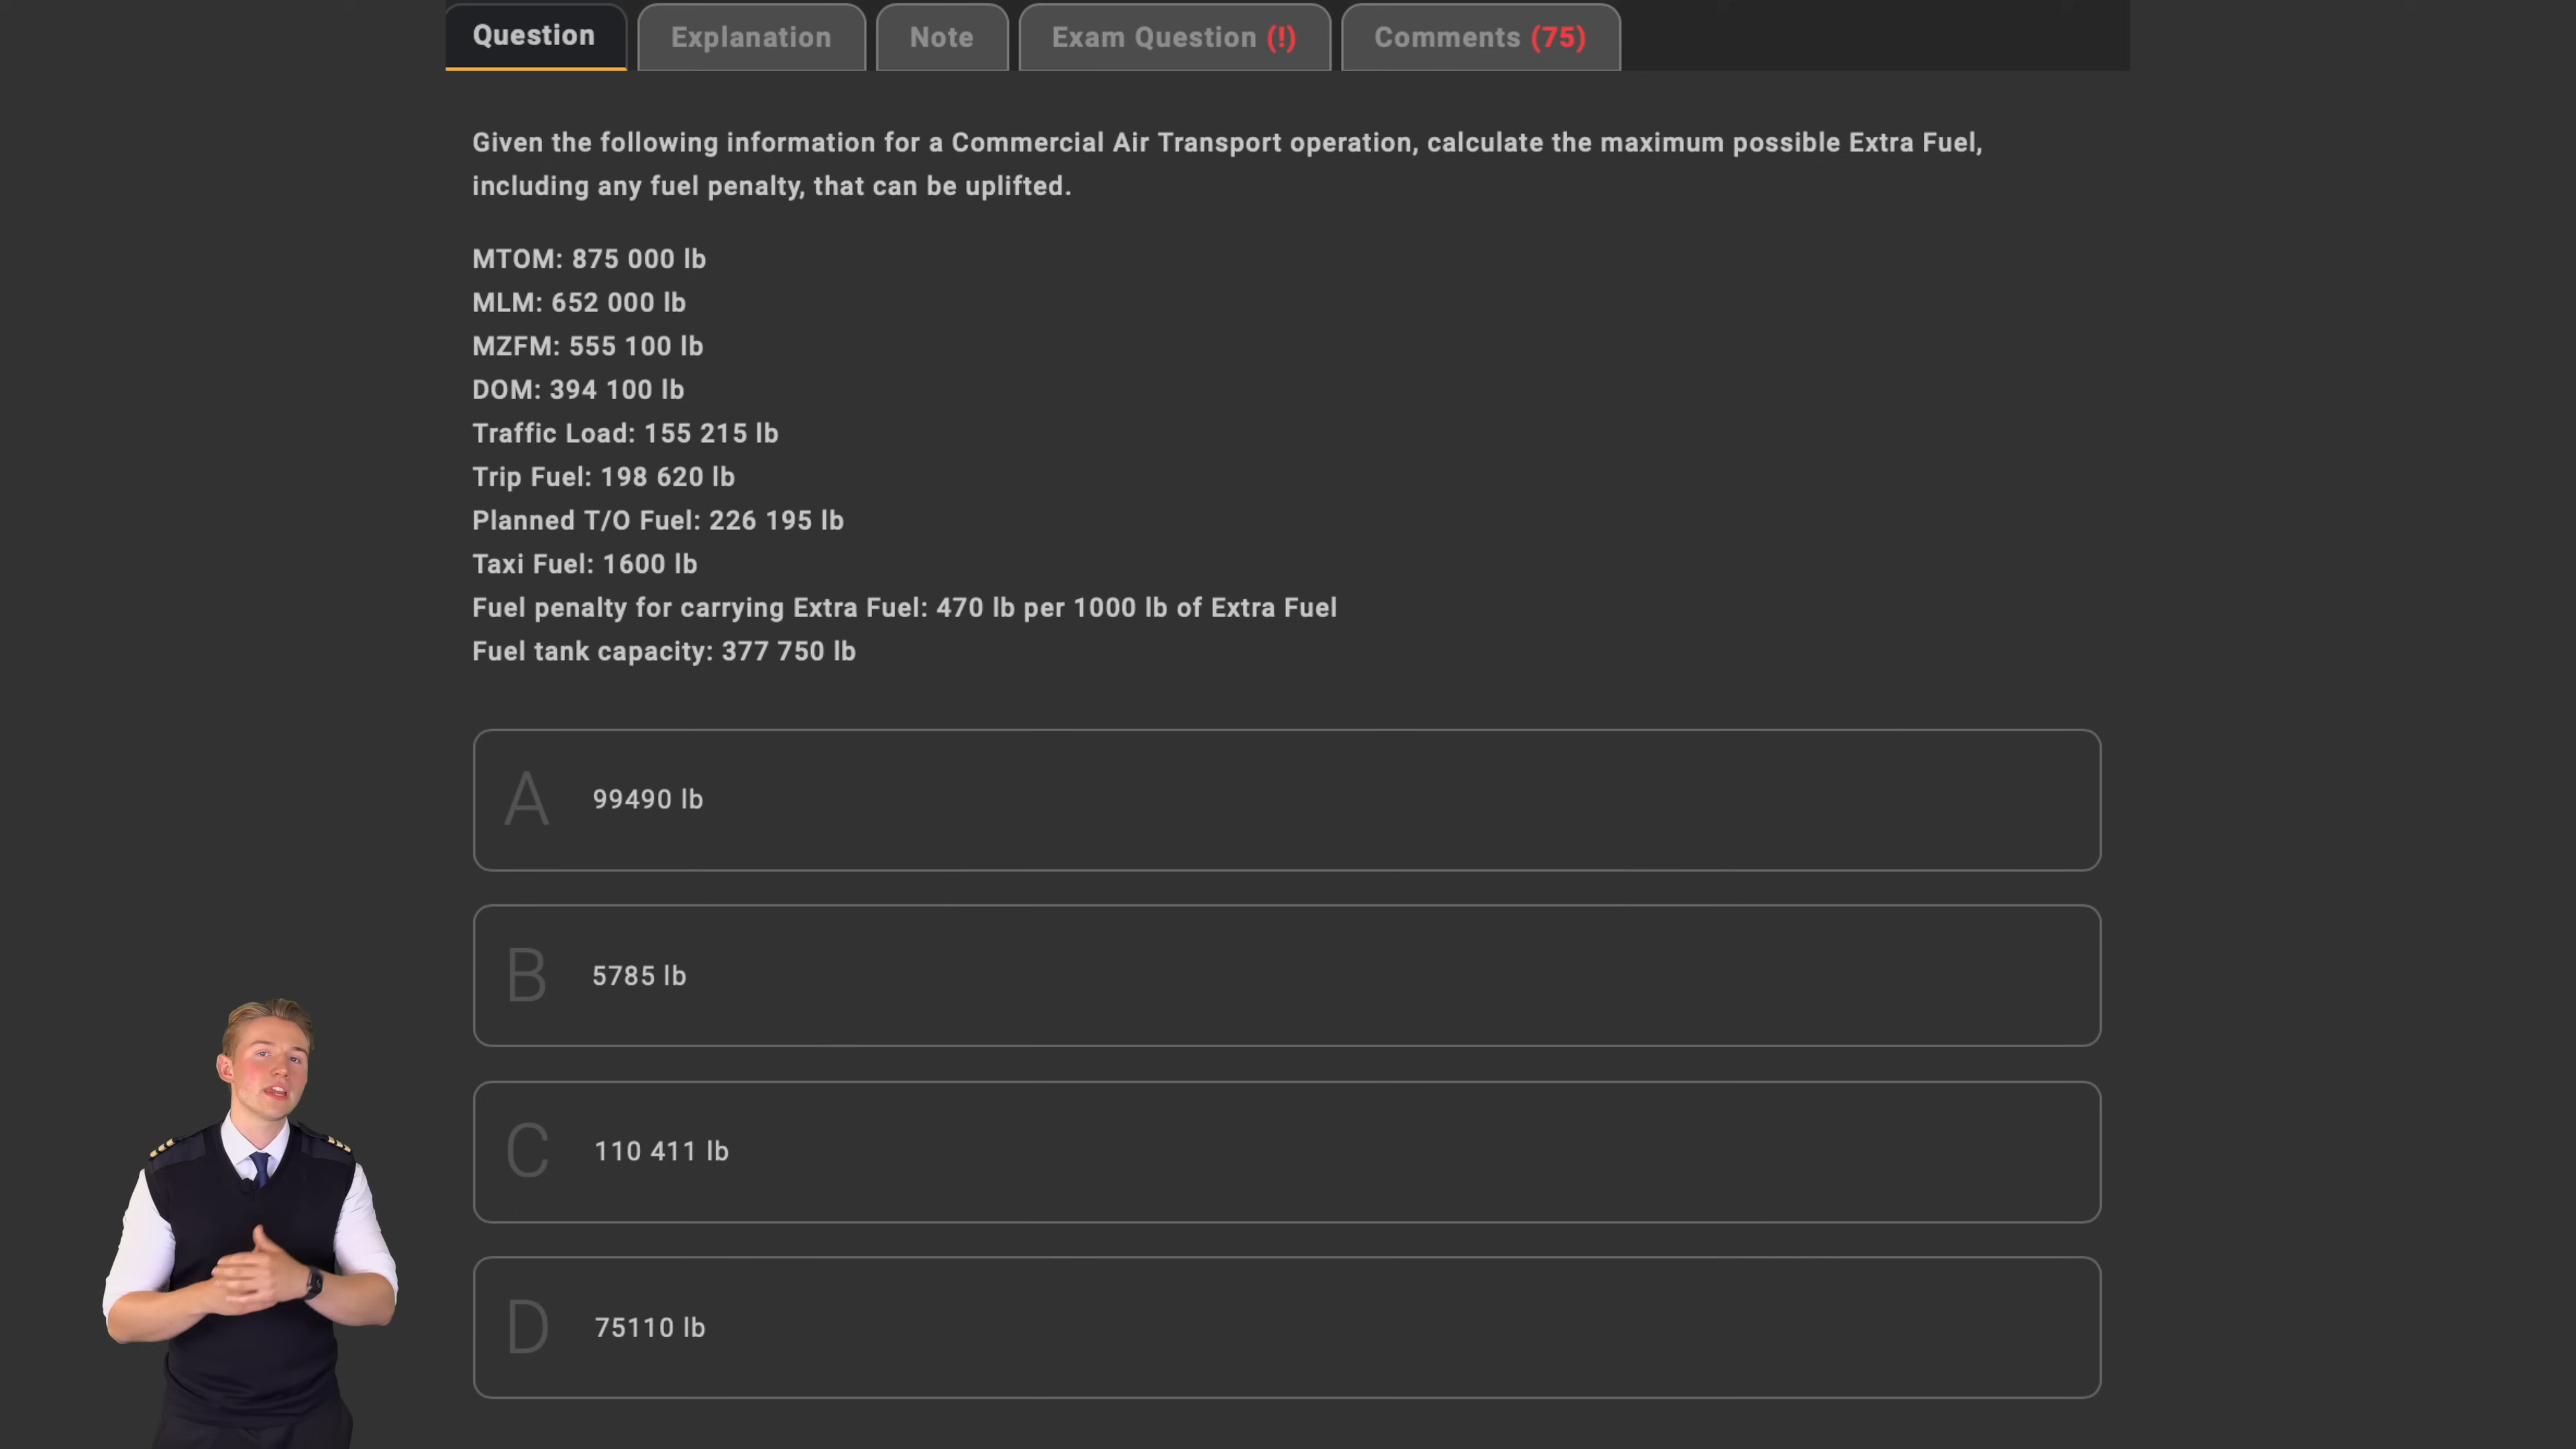 Question
Explanation
Note
Exam Question (!)
Comments (75)
Given the following information for a Commercial Air Transport operation, calculate the maximum possible Extra Fuel,
including any fuel penalty, that can be uplifted.
MTOM: 875 000 lb
MLM: 652 000 lb
MZFM: 555 100 lb
DOM: 394 100 lb
Traffic Load: 155 215 lb
Trip Fuel: 198 620 lb
Planned T/O Fuel: 226 195 lb
Taxi Fuel: 1600 lb
Fuel penalty for carrying Extra Fuel: 470 lb per 1000 lb of Extra Fuel
Fuel tank capacity: 377 750 lb
A 99490 lb
B 5785 lb
C 110 411 lb
D 75110 lb